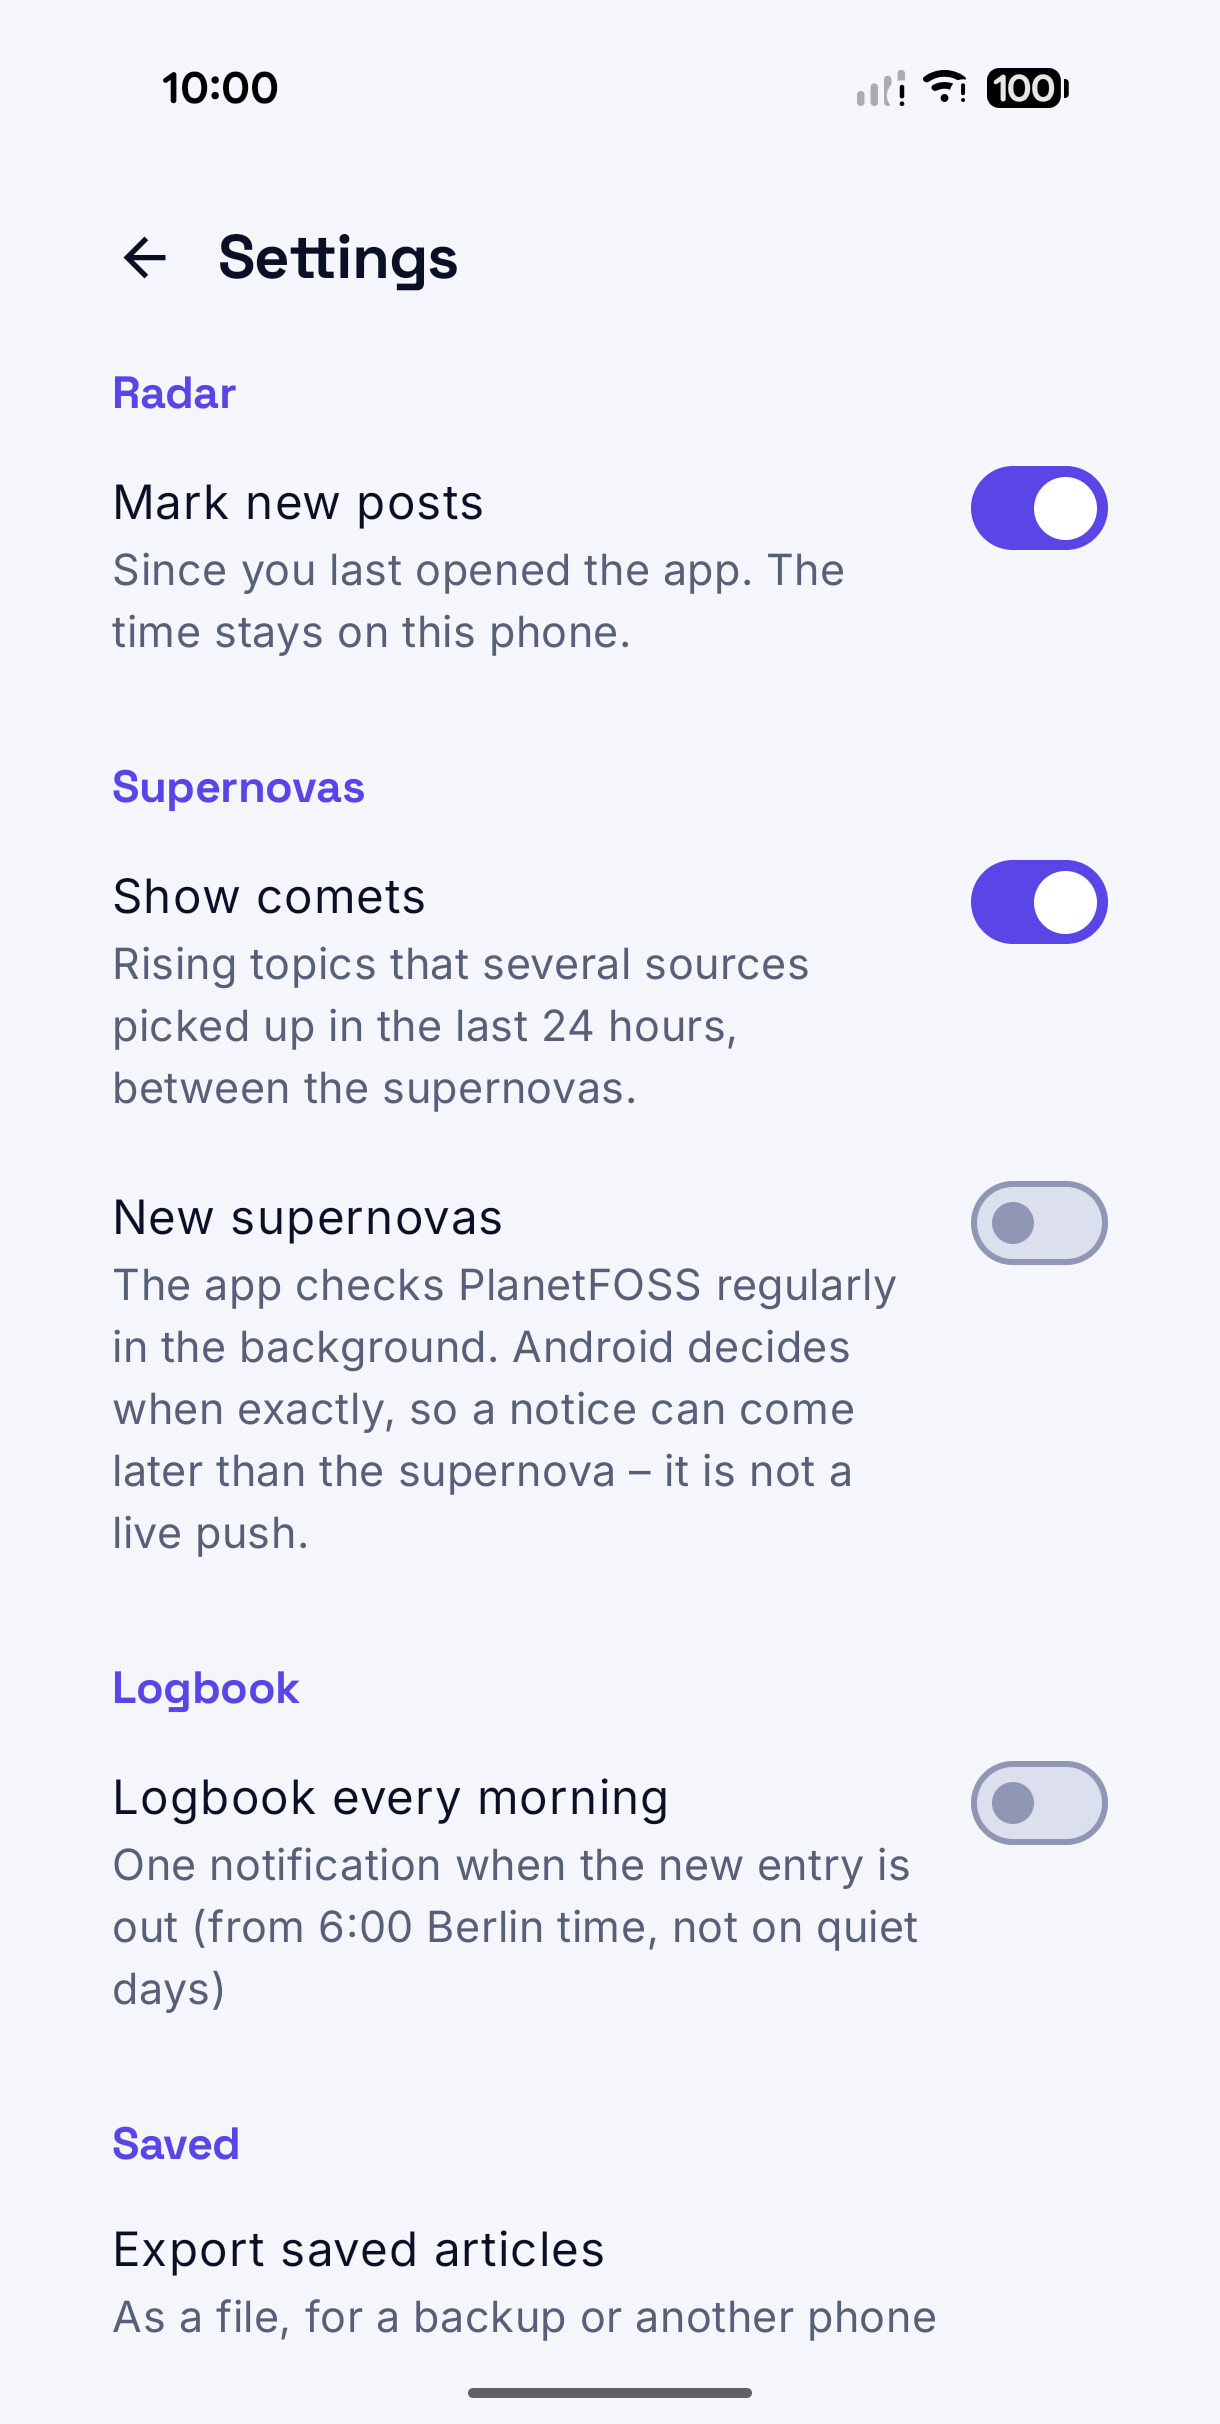 10:00
100
Settings
Radar
Mark new posts
Since you last opened the app. The
time stays on this phone.
Supernovas
Show comets
Rising topics that several sources
picked up in the last 24 hours,
between the supernovas.
New supernovas
The app checks PlanetFOSS regularly
in the background. Android decides
when exactly, so a notice can come
later than the supernova – it is not a
live push.
Logbook
Logbook every morning
One notification when the new entry is
out (from 6:00 Berlin time, not on quiet
days)
Saved
Export saved articles
As a file, for a backup or another phone